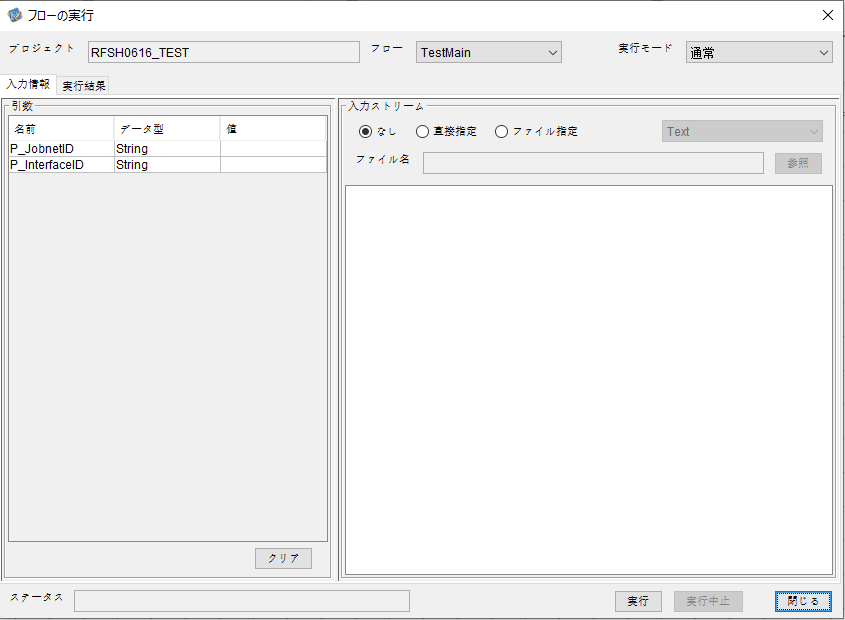 フローの実行
プロジェクト RFSH0616_TEST フロー TestMain 実行モード 通常
入力情報 実行結果
引数
名前 データ型 値
P_JobnetID String
P_InterfaceID String
クリア
入力ストリーム
なし 直接指定 ファイル指定 Text
ファイル名 参照
ステータス 実行 実行中止 閉じる